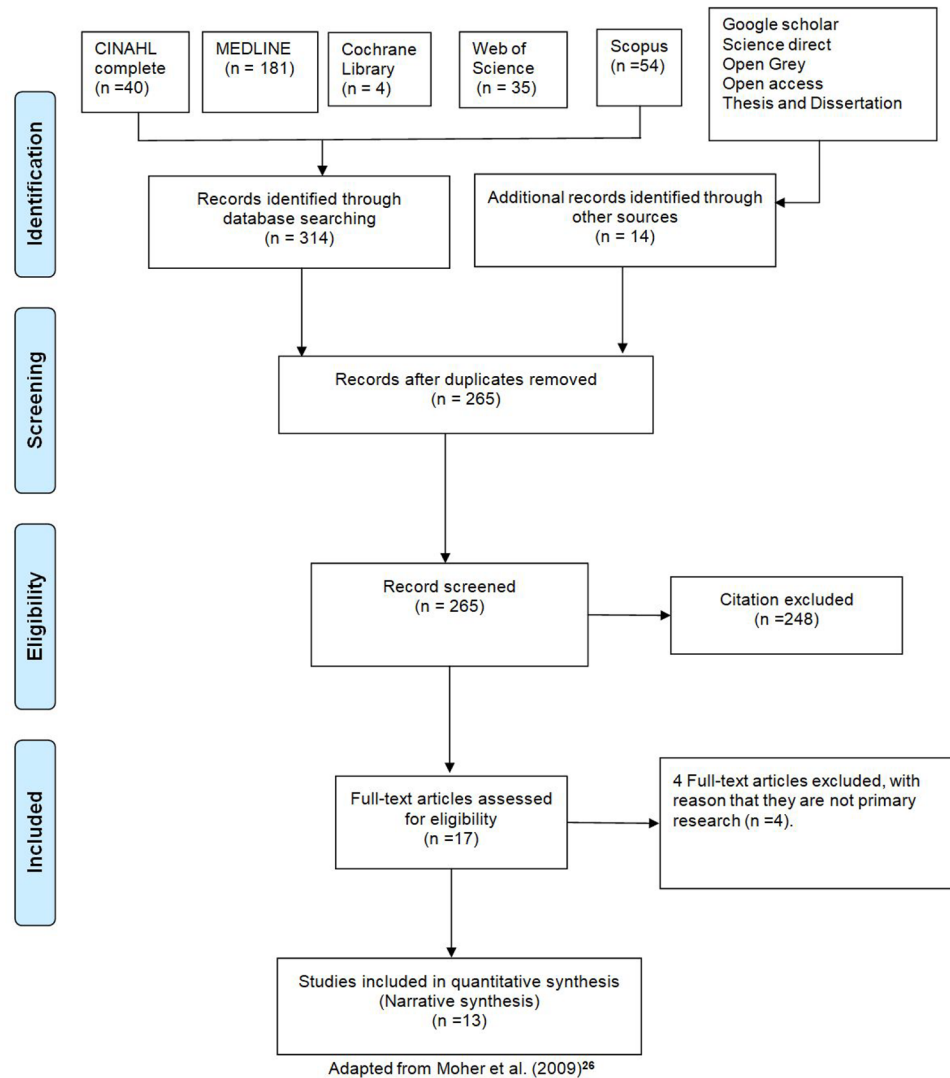 CINAHL
complete
(n =40)
MEDLINE
(n = 181)
Cochrane
Library
(n = 4)
Web of
Science
(n = 35)
Scopus
(n =54)
Google scholar
Science direct
Open Grey
Open access
Thesis and Dissertation
Identification
Records identified through
database searching
(n = 314)
Additional records identified through
other sources
(n = 14)
Screening
Records after duplicates removed
(n = 265)
Eligibility
Record screened
(n = 265)
Citation excluded
(n =248)
Included
Full-text articles assessed
for eligibility
(n =17)
4 Full-text articles excluded, with
reason that they are not primary
research (n =4).
Studies included in quantitative synthesis
(Narrative synthesis)
(n =13)
Adapted from Moher et al. (2009)26